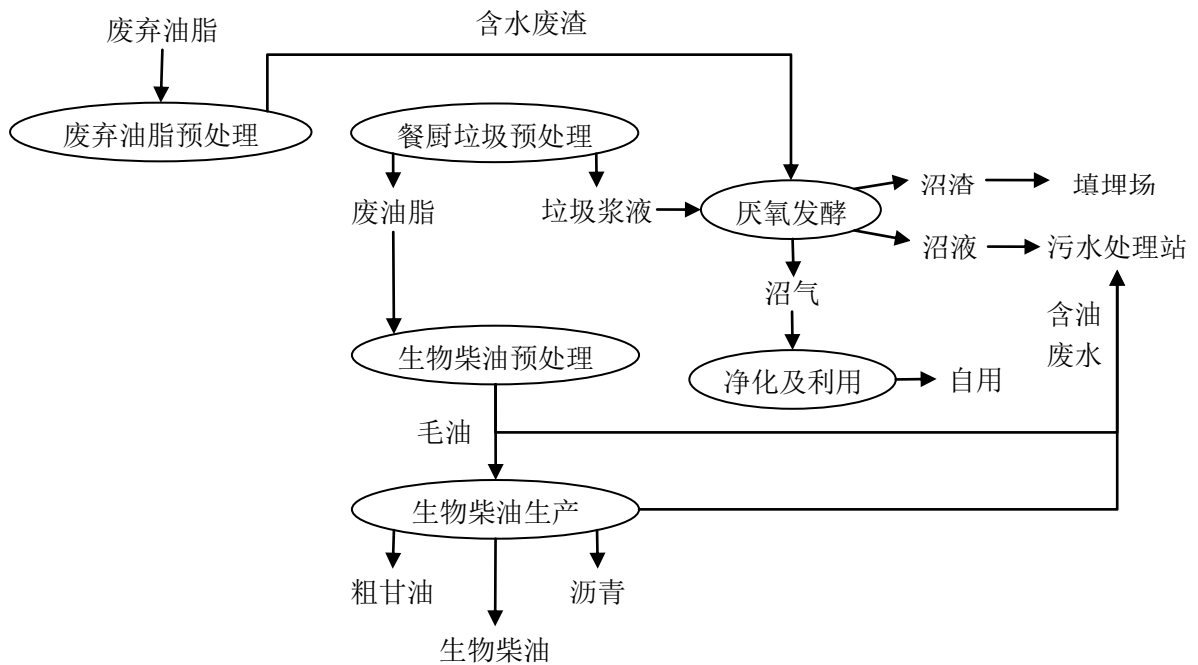 含水废渣
废弃油脂
废弃油脂预处理
餐厨垃圾预处理
沼渣
填埋场
废油脂
垃圾浆液
厌氧发酵
沼液
污水处理站
沼气
含油
废水
生物柴油预处理
净化及利用
自用
毛油
生物柴油生产
粗甘油
沥青
生物柴油